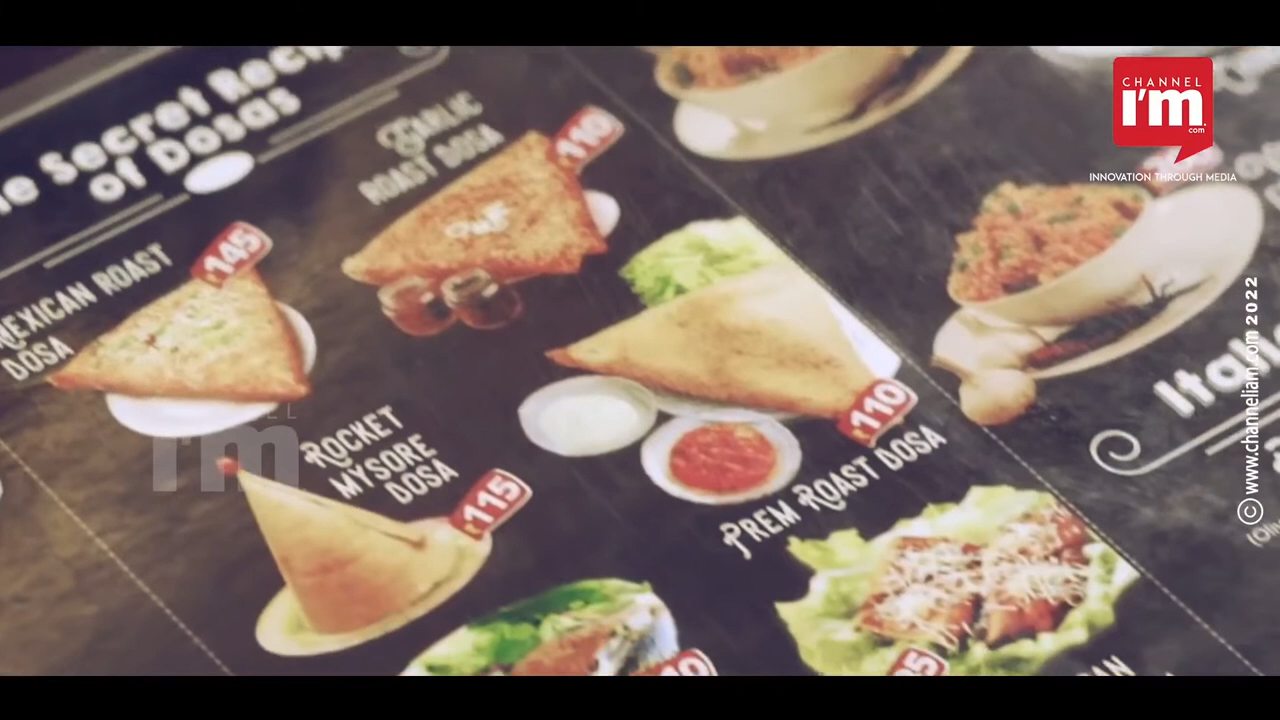 CHANNEL
I'm
.com
INNOVATION THROUGH MEDIA
© www.channeliam.com 2022
Secret Recip
of Dosas
GARLIC
ROAST DOSA
110
MEXICAN ROAST
DOSA
145
ROCKET
MYSORE
DOSA
115
110
PREM ROAST DOSA
Itali
I'm